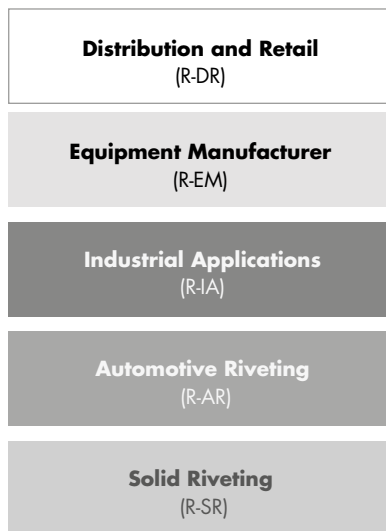 Distribution and Retail
(R-DR)
Equipment Manufacturer
(R-EM)
Industrial Applications
(R-IA)
Automotive Riveting
(R-AR)
Solid Riveting
(R-SR)